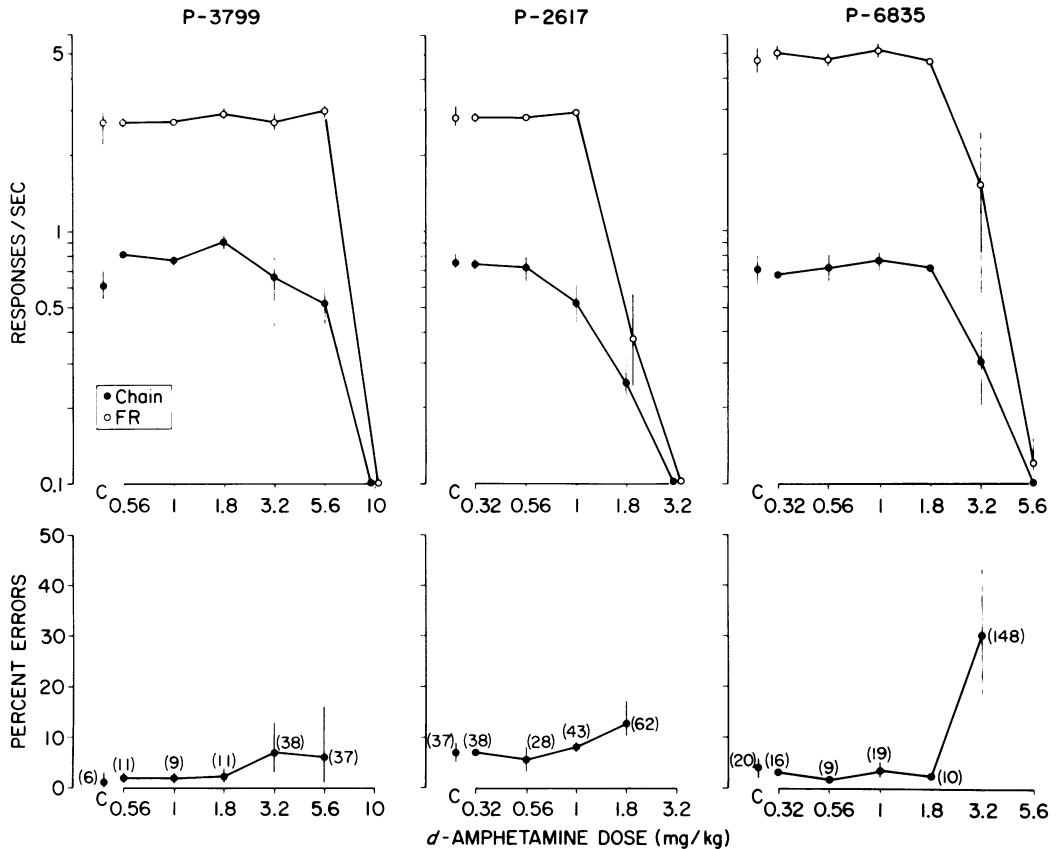 P-3799 P-2617 P-6835
RESPONSES/SEC
5
1
0.5
0.1
Chain
FR
C 0.56 1 1.8 3.2 5.6 10
C 0.32 0.56 1 1.8 3.2
C 0.32 0.56 1 1.8 3.2 5.6
PERCENT ERRORS
50
40
30
20
10
0
(6) (11) (9) (11) (38) (37)
(37) (38) (28) (43) (62)
(20) (16) (9) (19) (10) (148)
C 0.56 1 1.8 3.2 5.6 10
C 0.32 0.56 1 1.8 3.2
C 0.32 0.56 1 1.8 3.2 5.6
d-AMPHETAMINE DOSE (mg/kg)